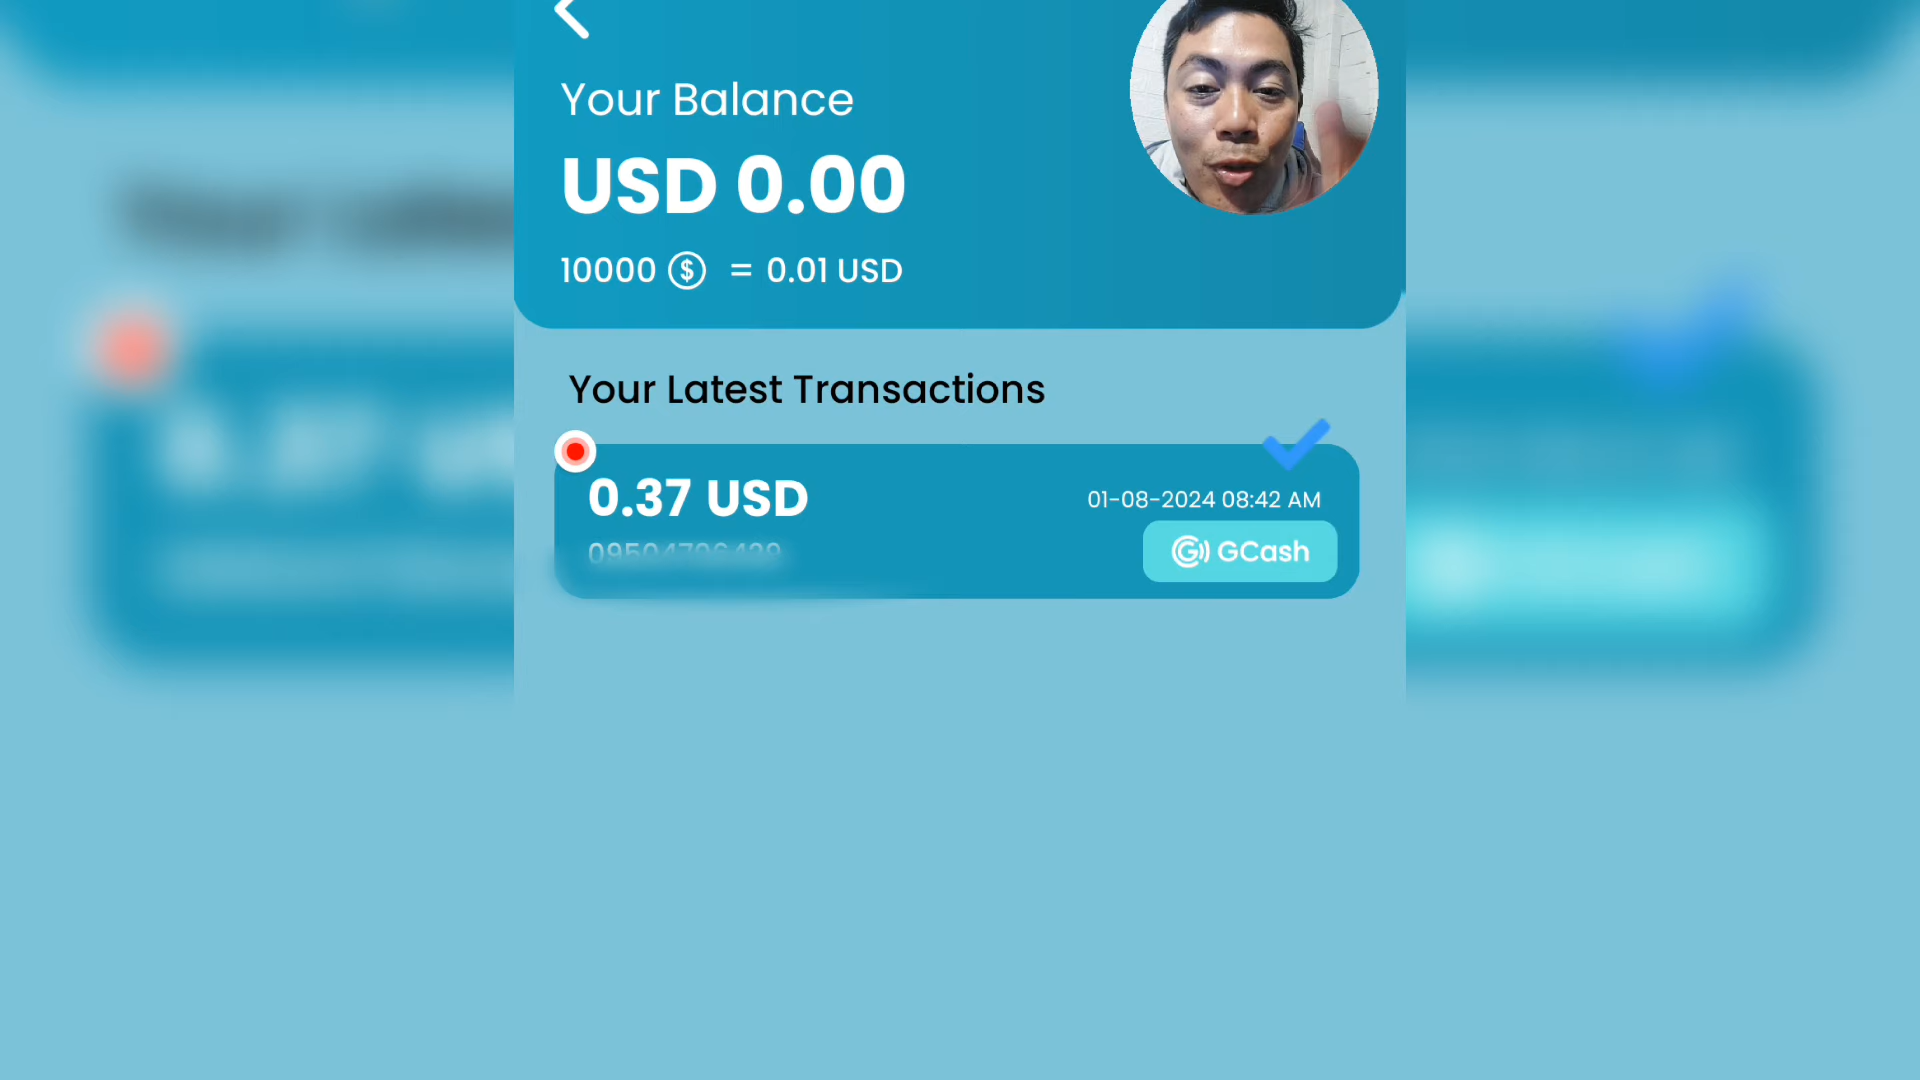 Your Balance
USD 0.00
10000 $ = 0.01 USD
Your Latest Transactions
0.37 USD
01-08-2024 08:42 AM
GCash